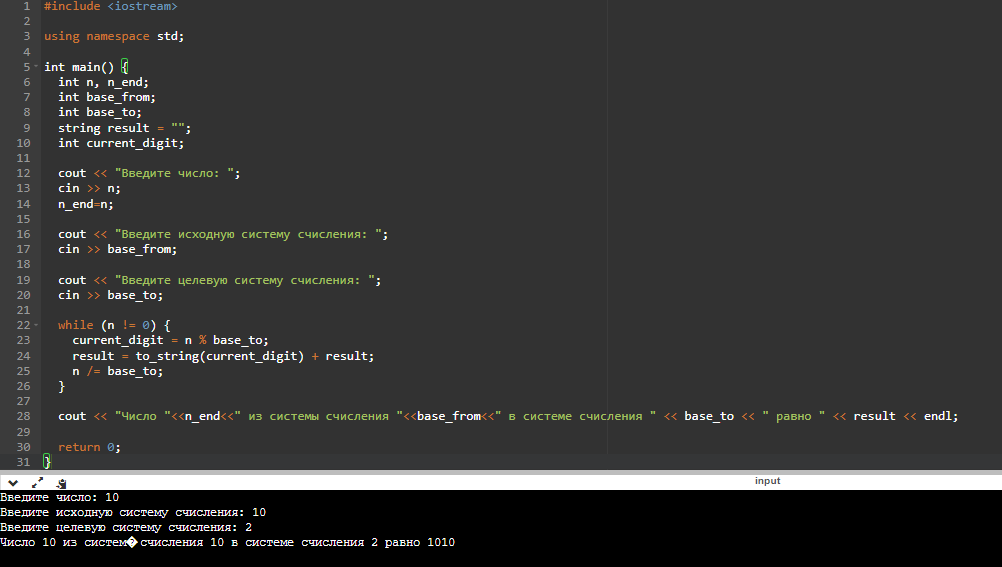 1 #include <iostream>
2
3 using namespace std;
4
5 int main() {
6 int n, n_end;
7 int base_from;
8 int base_to;
9 string result = "";
10 int current_digit;
11
12 cout << "Введите число: ";
13 cin >> n;
14 n_end=n;
15
16 cout << "Введите исходную систему счисления: ";
17 cin >> base_from;
18
19 cout << "Введите целевую систему счисления: ";
20 cin >> base_to;
21
22 while (n != 0) {
23 current_digit = n % base_to;
24 result = to_string(current_digit) + result;
25 n /= base_to;
26 }
27
28 cout << "Число "<<n_end<<" из системы счисления "<<base_from<<" в системе счисления " << base_to << " равно " << result << endl;
29
30 return 0;
31 }
input
Введите число: 10
Введите исходную систему счисления: 10
Введите целевую систему счисления: 2
Число 10 из систем� счисления 10 в системе счисления 2 равно 1010